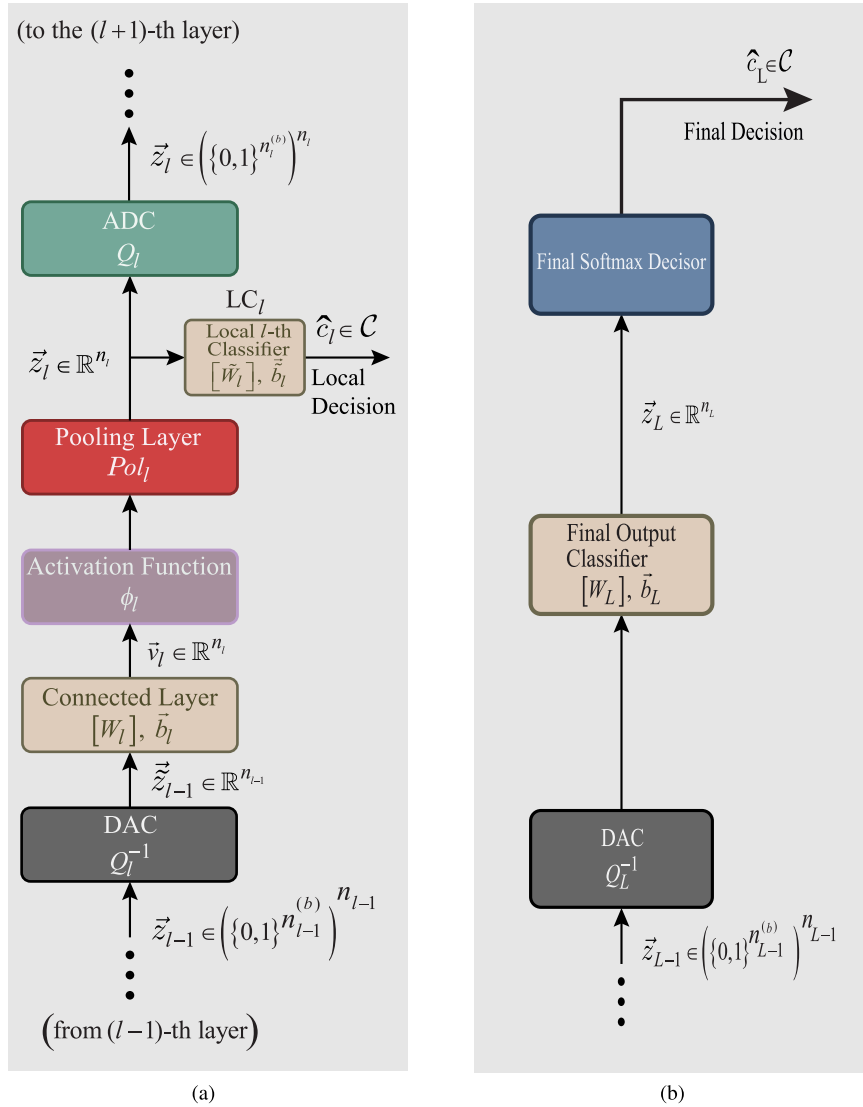 (to the (l+1)-th layer)
z⃗_l ∈ ({0,1}^{n_l^{(b)}})^{n_l}
ADC
Q_l
LC_l
Local l-th
Classifier
[W̃_l], b̃⃗_l
ĉ_l ∈ 𝒞
Local
Decision
z⃗_l ∈ ℝ^{n_l}
Pooling Layer
Pol_l
Activation Function
ϕ_l
v⃗_l ∈ ℝ^{n_l}
Connected Layer
[W_l], b⃗_l
z̃⃗_{l−1} ∈ ℝ^{n_{l−1}}
DAC
Q_l^{−1}
z⃗_{l−1} ∈ ({0,1}^{n_{l−1}^{(b)}})^{n_{l−1}}
(from (l−1)-th layer)
(a)
ĉ_L ∈ 𝒞
Final Decision
Final Softmax Decisor
z⃗_L ∈ ℝ^{n_L}
Final Output
Classifier
[W_L], b⃗_L
DAC
Q_L^{−1}
z⃗_{L−1} ∈ ({0,1}^{n_{L−1}^{(b)}})^{n_{L−1}}
(b)